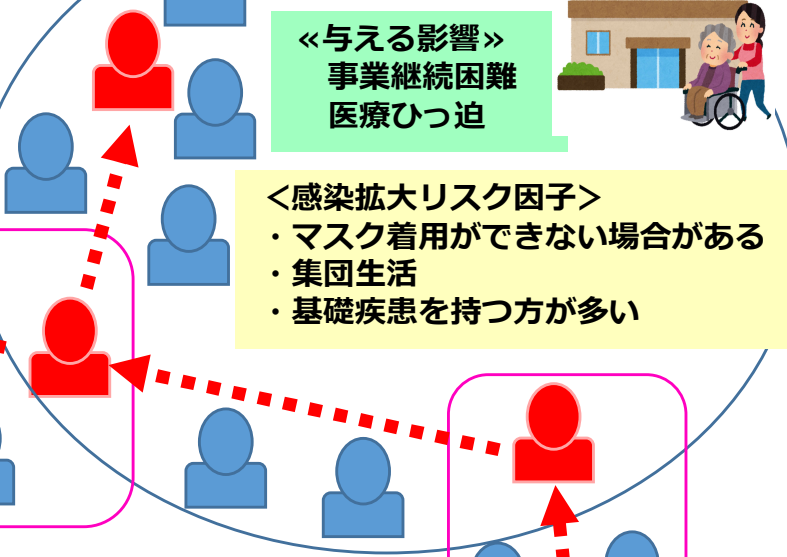 ≪与える影響≫
事業継続困難
医療ひっ迫
＜感染拡大リスク因子＞
・マスク着用ができない場合がある
・集団生活
・基礎疾患を持つ方が多い